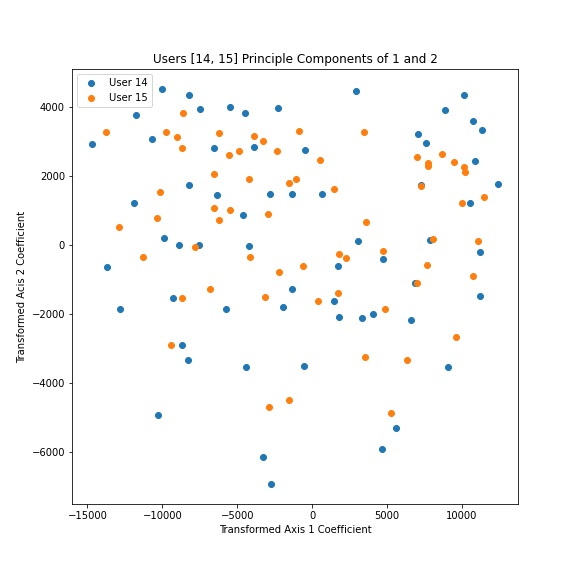 Users [14, 15] Principle Components of 1 and 2
User 14
User 15
4000
2000
0
−2000
−4000
−6000
Transformed Acis 2 Coefficient
−15000 −10000 −5000 0 5000 10000
Transformed Axis 1 Coefficient